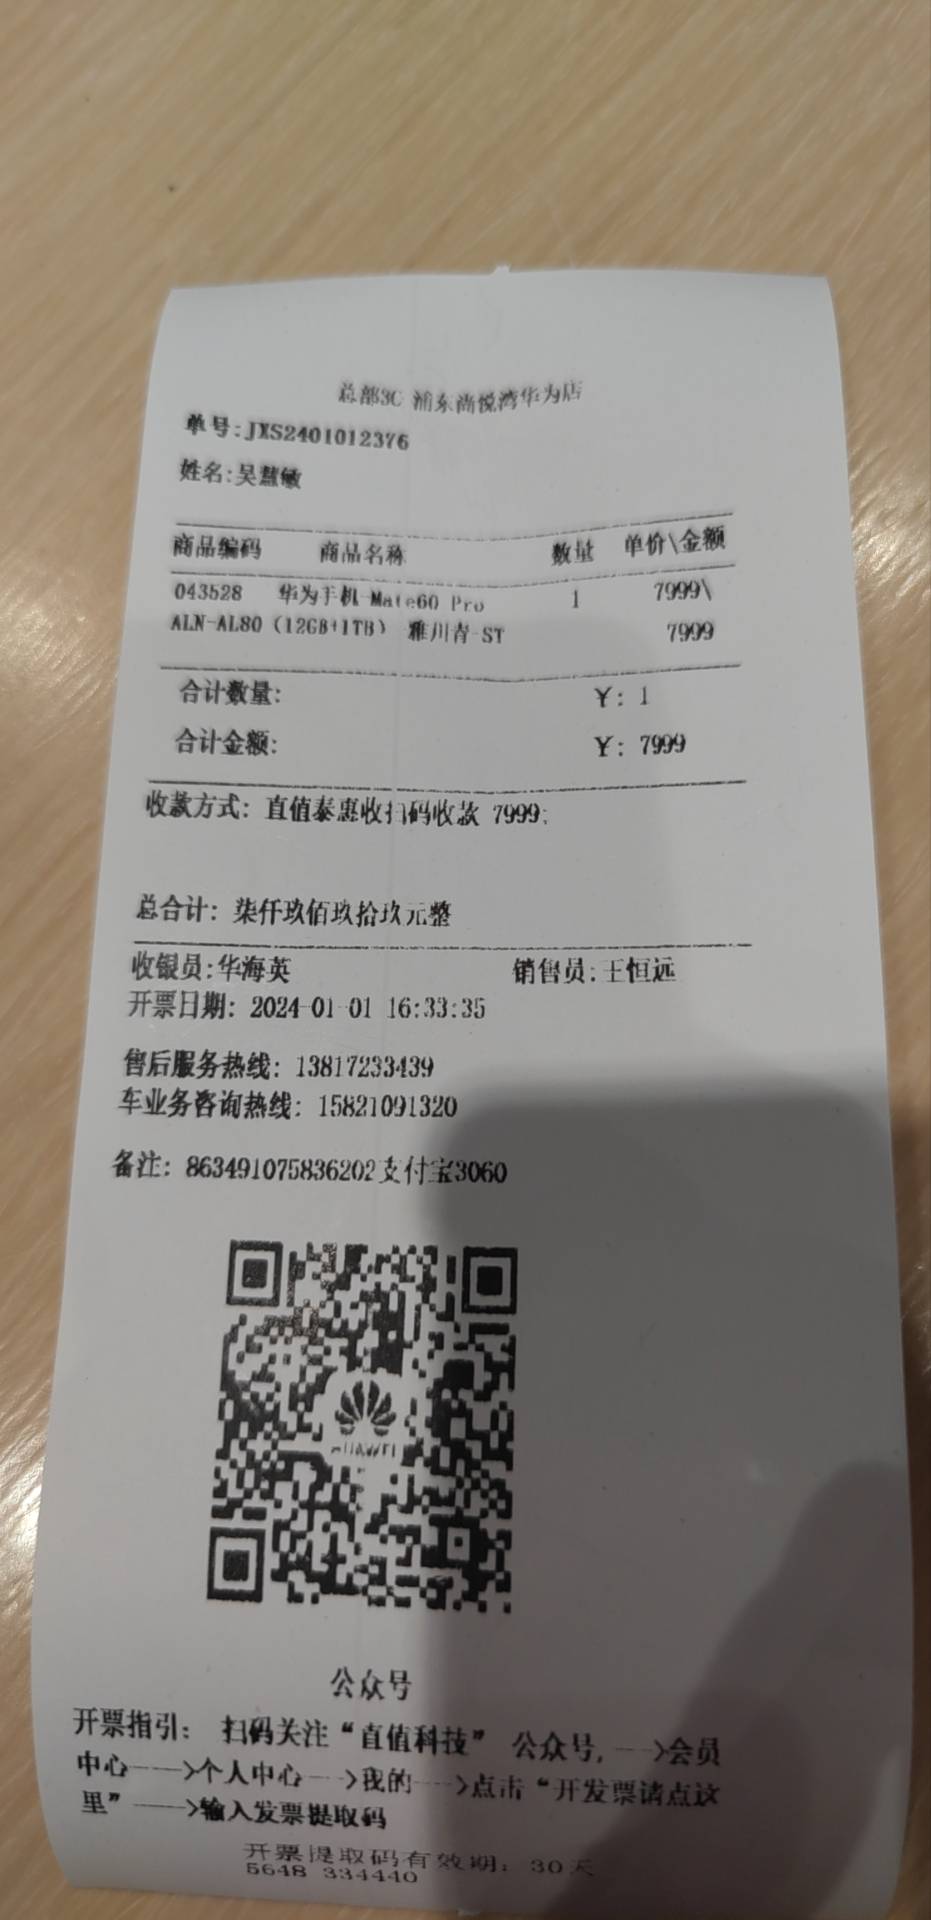 总部3C 浦东尚悦湾华为店
单号:JXS2401012376
姓名:吴慧敏
商品编码 商品名称 数量 单价\金额
043528 华为手机-Mate60 Pro 1 7999\
ALN-AL80（12GB+1TB） 雅川青-ST 7999
合计数量: ￥: 1
合计金额: ￥: 7999
收款方式: 直值泰惠收扫码收款 7999;
总合计: 柒仟玖佰玖拾玖元整
收银员:华海英 销售员:王恒远
开票日期: 2024-01-01 16:33:35
售后服务热线: 13817233439
车业务咨询热线: 15821091320
备注: 863491075836202支付宝3060
HUAWEI
公众号
开票指引: 扫码关注“直值科技” 公众号, ---->会员
中心---->个人中心---->我的---->点击“开发票请点这
里” ---->输入发票提取码
开票提取码有效期: 30天
5648 334440